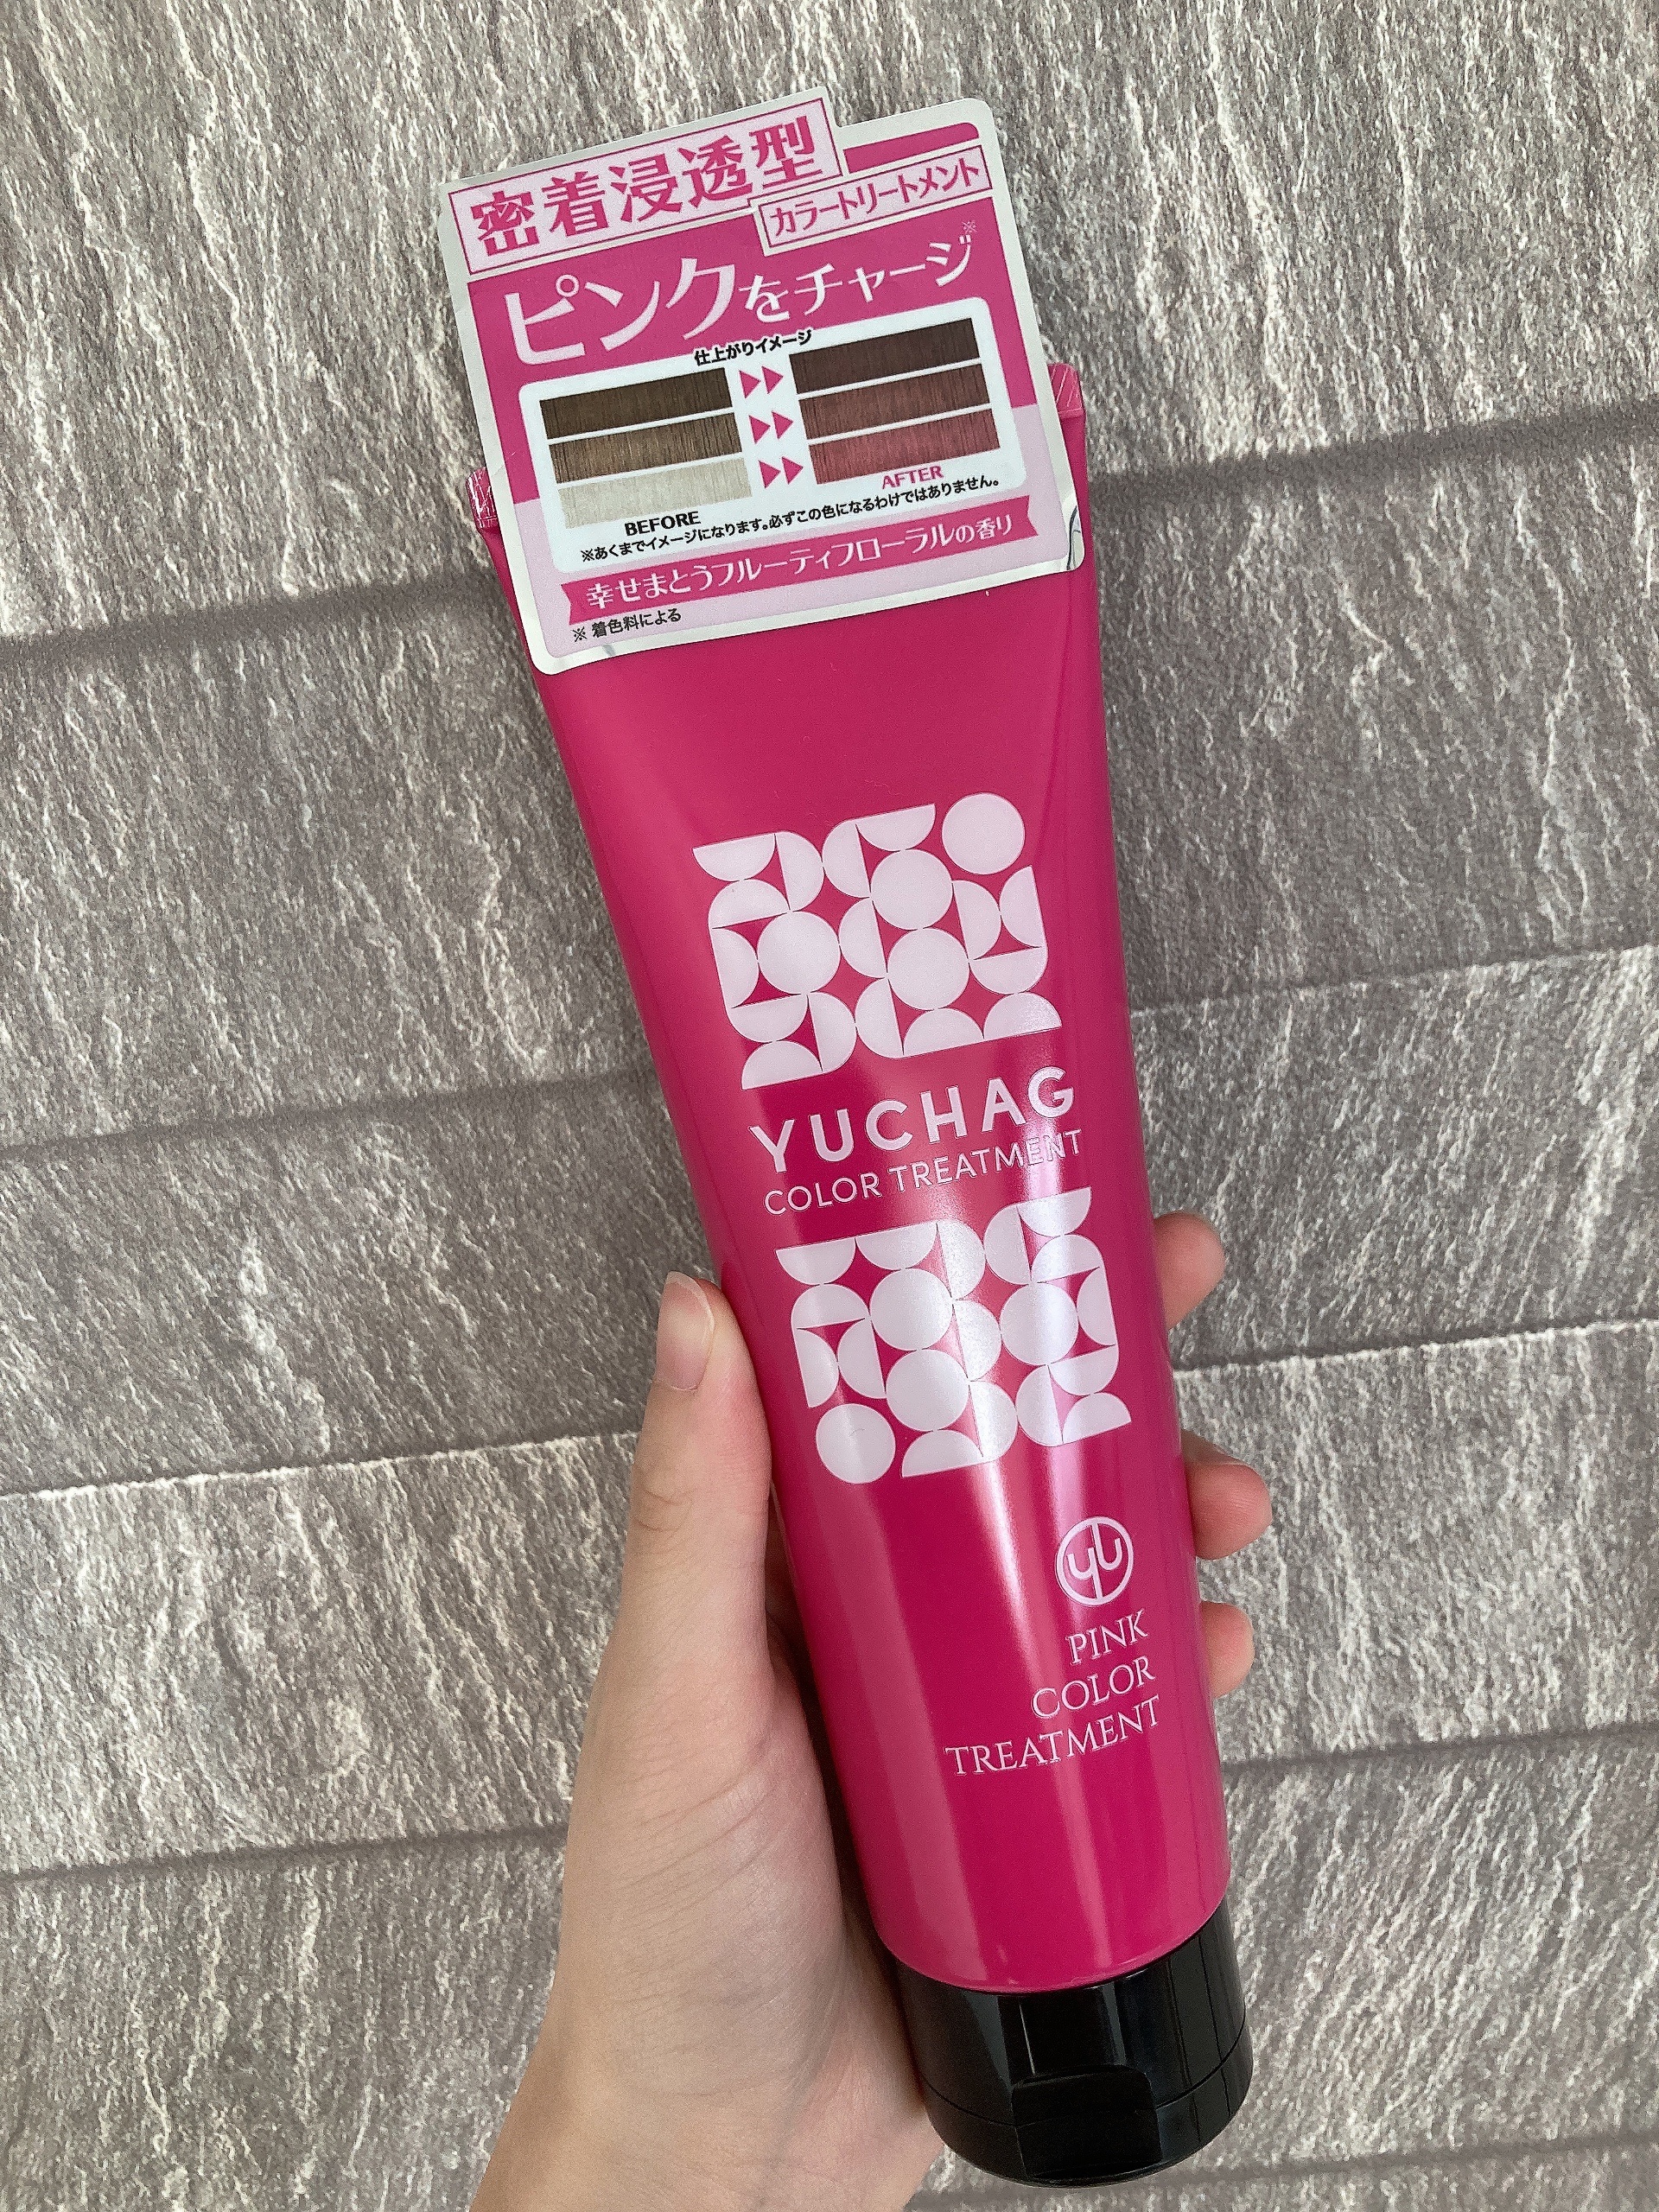 密着浸透型
カラートリートメント
ピンクをチャージ※
仕上がりイメージ
BEFORE
AFTER
※あくまでイメージになります。必ずこの色になるわけではありません。
幸せまとうフルーティフローラルの香り
※ 着色料による
YUCHAG
COLOR TREATMENT
yu
PINK
COLOR
TREATMENT